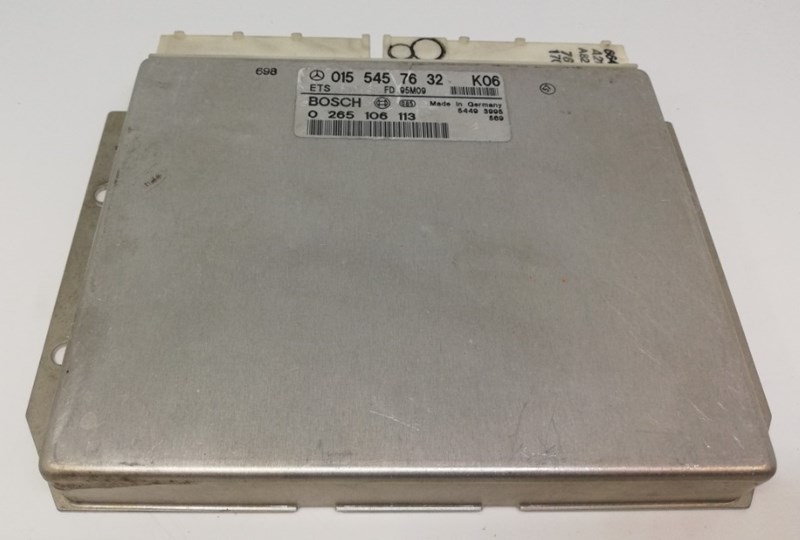 698
015 545 76 32 K06
ETS FD 95M09
BOSCH Made in Germany
5449 3995
0 265 106 113 569